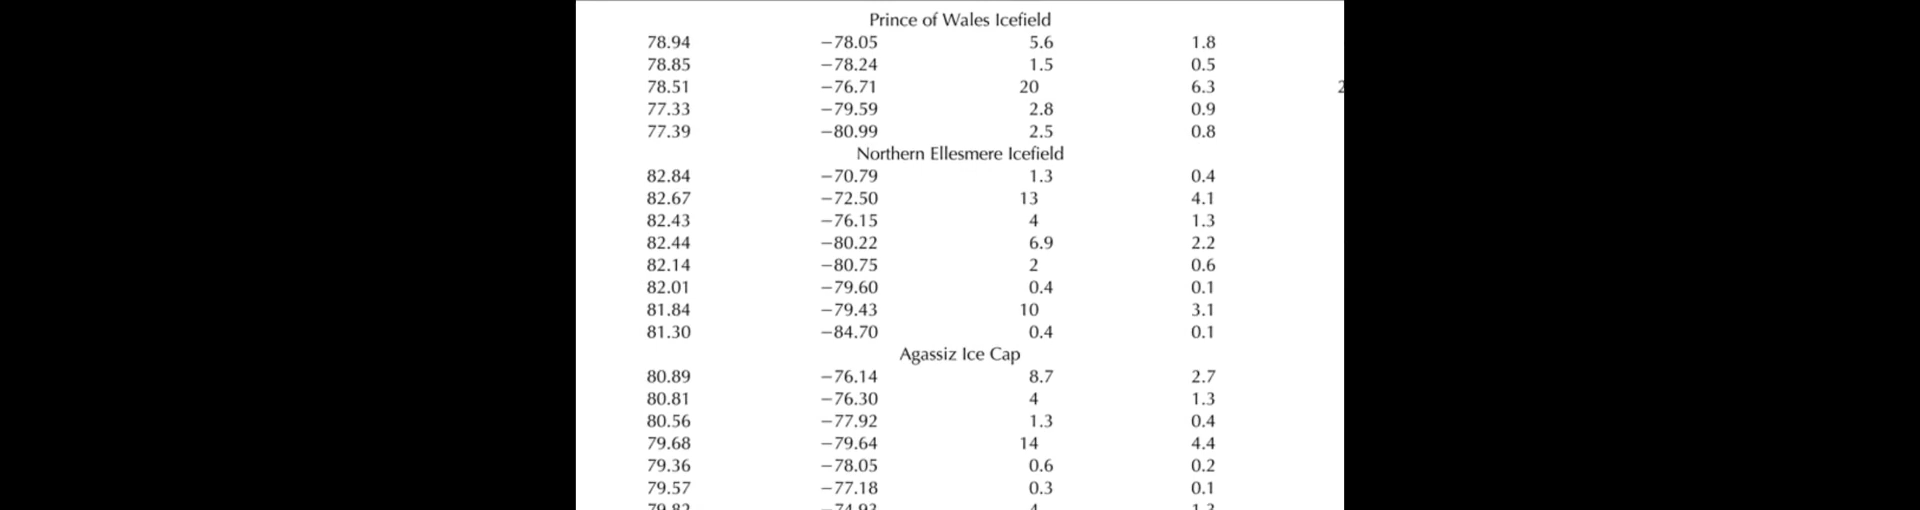 Prince of Wales Icefield
78.94 −78.05 5.6 1.8
78.85 −78.24 1.5 0.5
78.51 −76.71 20 6.3
77.33 −79.59 2.8 0.9
77.39 −80.99 2.5 0.8
Northern Ellesmere Icefield
82.84 −70.79 1.3 0.4
82.67 −72.50 13 4.1
82.43 −76.15 4 1.3
82.44 −80.22 6.9 2.2
82.14 −80.75 2 0.6
82.01 −79.60 0.4 0.1
81.84 −79.43 10 3.1
81.30 −84.70 0.4 0.1
Agassiz Ice Cap
80.89 −76.14 8.7 2.7
80.81 −76.30 4 1.3
80.56 −77.92 1.3 0.4
79.68 −79.64 14 4.4
79.36 −78.05 0.6 0.2
79.57 −77.18 0.3 0.1